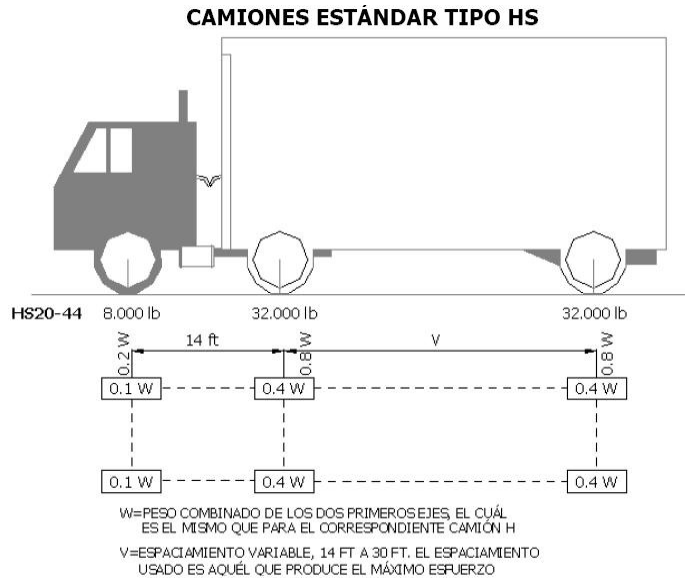 CAMIONES ESTÁNDAR TIPO HS
HS20-44 8.000 lb 32.000 lb 32.000 lb
0.2 W 14 ft 0.8 W V 0.8 W
0.1 W 0.4 W 0.4 W
0.1 W 0.4 W 0.4 W
W=PESO COMBINADO DE LOS DOS PRIMEROS EJES, EL CUÁL
ES EL MISMO QUE PARA EL CORRESPONDIENTE CAMIÓN H
V=ESPACIAMIENTO VARIABLE, 14 FT A 30 FT. EL ESPACIAMIENTO
USADO ES AQUÉL QUE PRODUCE EL MÁXIMO ESFUERZO